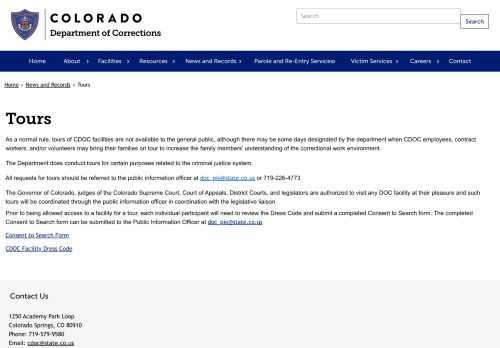 COLORADO
Department of Corrections
Search
Search
Home About › Facilities › Resources › News and Records › Parole and Re-Entry Services › Victim Services › Careers › Contact
Home › News and Records › Tours
Tours
As a normal rule, tours of CDOC facilities are not available to the general public, although there may be some days designated by the department when CDOC employees, contract
workers, and/or volunteers may bring their families on tour to increase the family members' understanding of the correctional work environment.
The Department does conduct tours for certain purposes related to the criminal justice system.
All requests for tours should be referred to the public information officer at doc_pio@state.co.us or 719-226-4773
The Governor of Colorado, judges of the Colorado Supreme Court, Court of Appeals, District Courts, and legislators are authorized to visit any DOC facility at their pleasure and such
tours will be coordinated through the public information officer in coordination with the legislative liaison.
Prior to being allowed access to a facility for a tour, each individual participant will need to review the Dress Code and submit a completed Consent to Search form. The completed
Consent to Search form can be submitted to the Public Information Officer at doc_pio@state.co.us
Consent to Search Form
CDOC Facility Dress Code
Contact Us
1250 Academy Park Loop
Colorado Springs, CO 80910
Phone: 719-579-9580
Email: cdoc@state.co.us